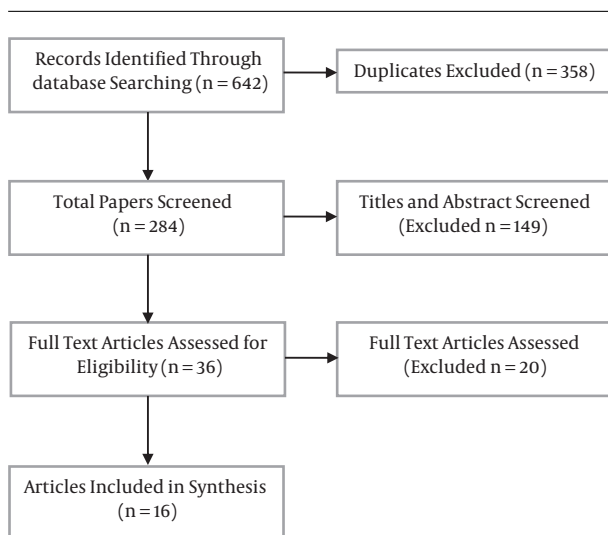 Records Identified Through
database Searching (n = 642)
Duplicates Excluded (n = 358)
Total Papers Screened
(n = 284)
Titles and Abstract Screened
(Excluded n = 149)
Full Text Articles Assessed for
Eligibility (n = 36)
Full Text Articles Assessed
(Excluded n = 20)
Articles Included in Synthesis
(n = 16)